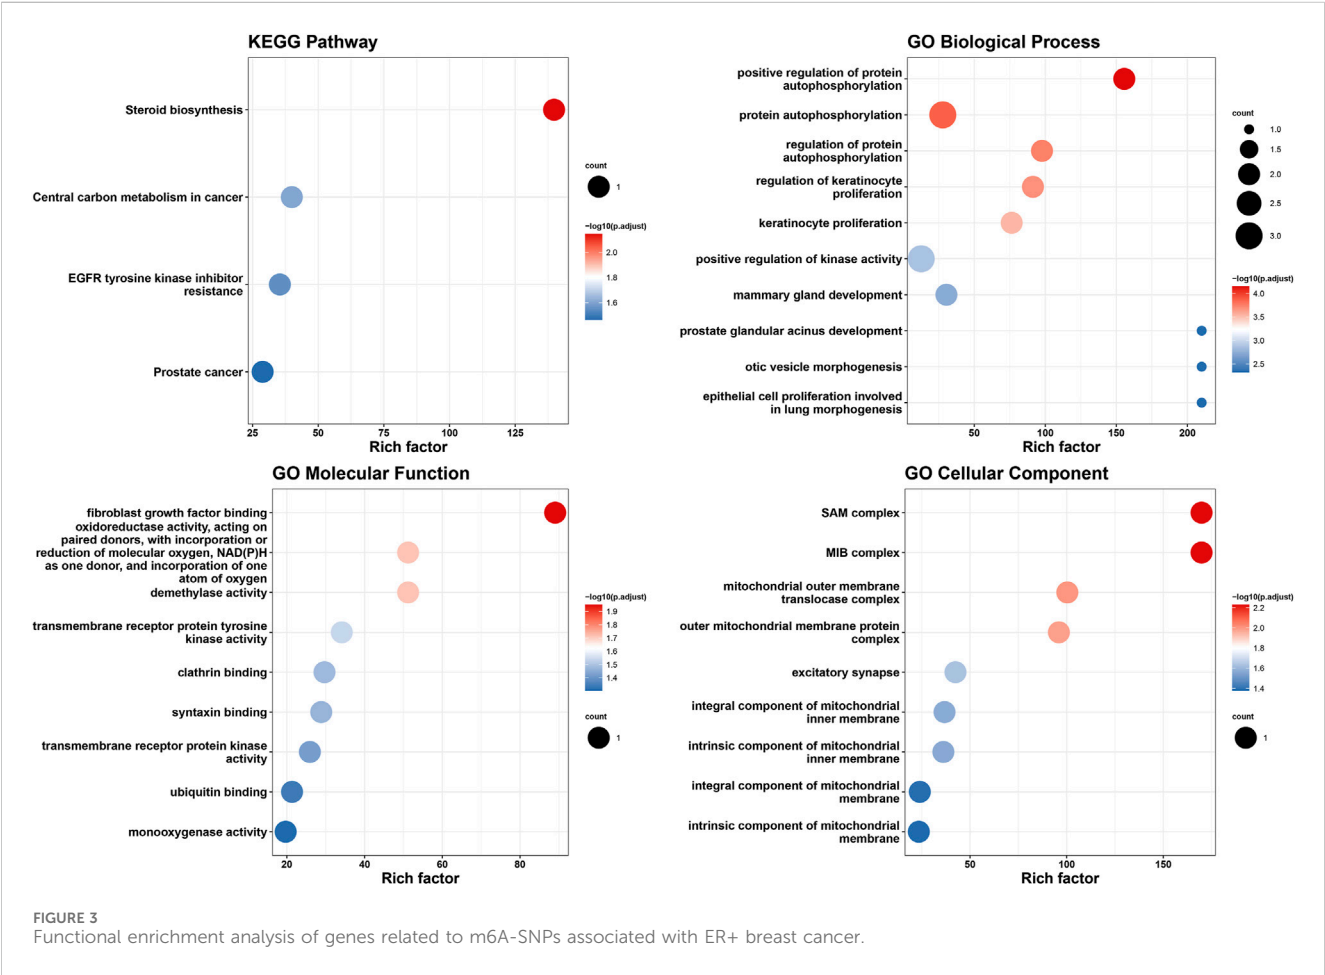 KEGG Pathway
Steroid biosynthesis
Central carbon metabolism in cancer
EGFR tyrosine kinase inhibitor
resistance
Prostate cancer
25 50 75 100 125
Rich factor
count
1
−log10(p.adjust)
2.0
1.8
1.6
GO Biological Process
positive regulation of protein
autophosphorylation
protein autophosphorylation
regulation of protein
autophosphorylation
regulation of keratinocyte
proliferation
keratinocyte proliferation
positive regulation of kinase activity
mammary gland development
prostate glandular acinus development
otic vesicle morphogenesis
epithelial cell proliferation involved
in lung morphogenesis
50 100 150 200
Rich factor
count
1.0
1.5
2.0
2.5
3.0
−log10(p.adjust)
4.0
3.5
3.0
2.5
GO Molecular Function
fibroblast growth factor binding
oxidoreductase activity, acting on
paired donors, with incorporation or
reduction of molecular oxygen, NAD(P)H
as one donor, and incorporation of one
atom of oxygen
demethylase activity
transmembrane receptor protein tyrosine
kinase activity
clathrin binding
syntaxin binding
transmembrane receptor protein kinase
activity
ubiquitin binding
monooxygenase activity
20 40 60 80
Rich factor
−log10(p.adjust)
1.9
1.8
1.7
1.6
1.5
1.4
count
1
GO Cellular Component
SAM complex
MIB complex
mitochondrial outer membrane
translocase complex
outer mitochondrial membrane protein
complex
excitatory synapse
integral component of mitochondrial
inner membrane
intrinsic component of mitochondrial
inner membrane
integral component of mitochondrial
membrane
intrinsic component of mitochondrial
membrane
50 100 150
Rich factor
−log10(p.adjust)
2.2
2.0
1.8
1.6
1.4
count
1
FIGURE 3
Functional enrichment analysis of genes related to m6A-SNPs associated with ER+ breast cancer.